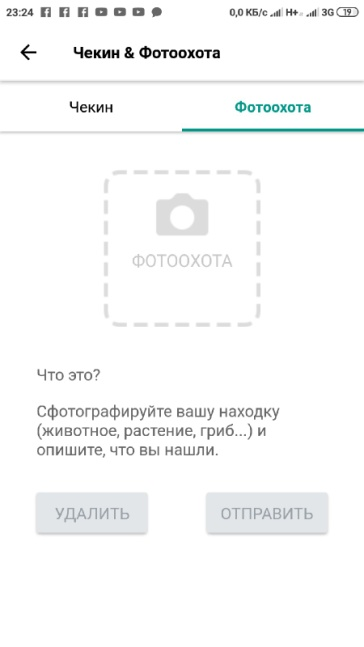 23:24 0,0 КБ/с H+ 3G 19
Чекин & Фотоохота
Чекин Фотоохота
ФОТООХОТА
Что это?
Сфотографируйте вашу находку
(животное, растение, гриб...) и
опишите, что вы нашли.
УДАЛИТЬ ОТПРАВИТЬ